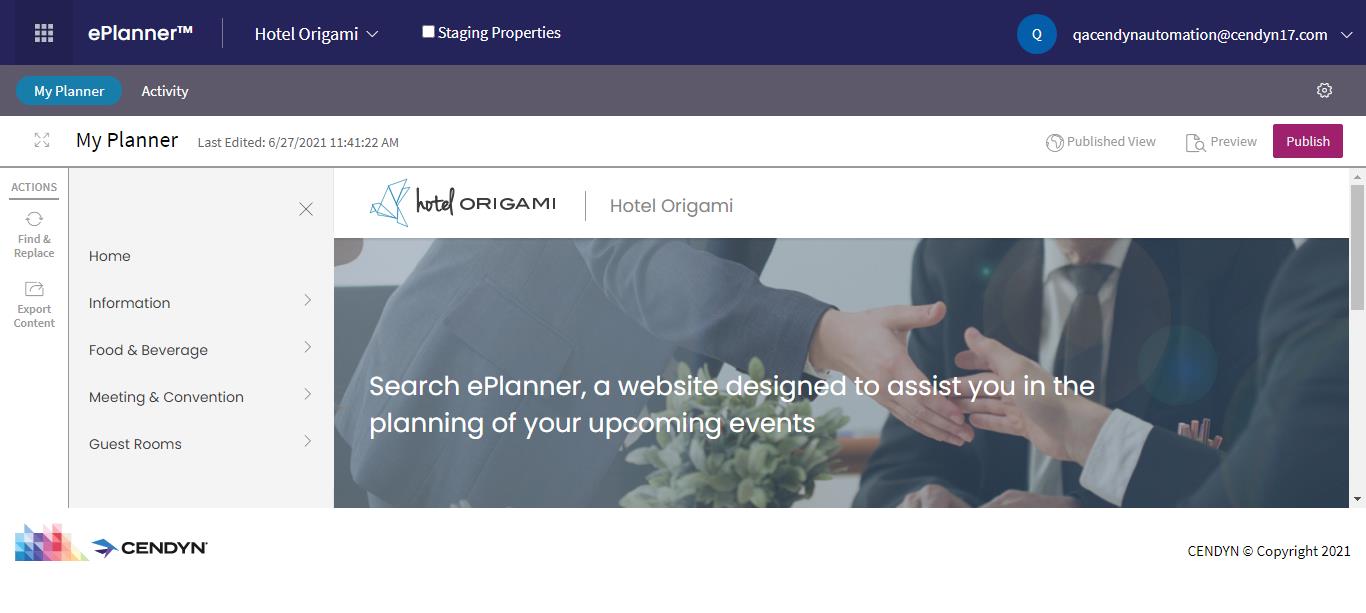 ePlanner™
Hotel Origami
Staging Properties
Q
qacendynautomation@cendyn17.com
My Planner
Activity
My Planner
Last Edited: 6/27/2021 11:41:22 AM
Published View
Preview
Publish
ACTIONS
Find &
Replace
Export
Content
Home
Information
Food & Beverage
Meeting & Convention
Guest Rooms
hotel ORIGAMI
Hotel Origami
Search ePlanner, a website designed to assist you in the
planning of your upcoming events
CENDYN
CENDYN © Copyright 2021